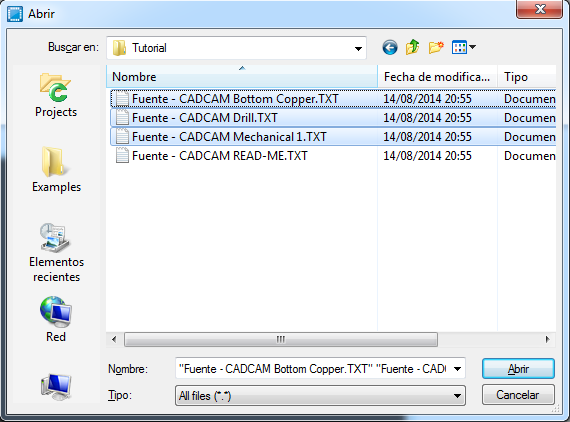 Abrir
Buscar en: Tutorial
Nombre Fecha de modifica... Tipo
Fuente - CADCAM Bottom Copper.TXT 14/08/2014 20:55 Documen
Fuente - CADCAM Drill.TXT 14/08/2014 20:55 Documen
Fuente - CADCAM Mechanical 1.TXT 14/08/2014 20:55 Documen
Fuente - CADCAM READ-ME.TXT 14/08/2014 20:55 Documen
Projects
Examples
Elementos
recientes
Red
Nombre: "Fuente - CADCAM Bottom Copper.TXT" "Fuente - CAD Abrir
Tipo: All files (*.*) Cancelar